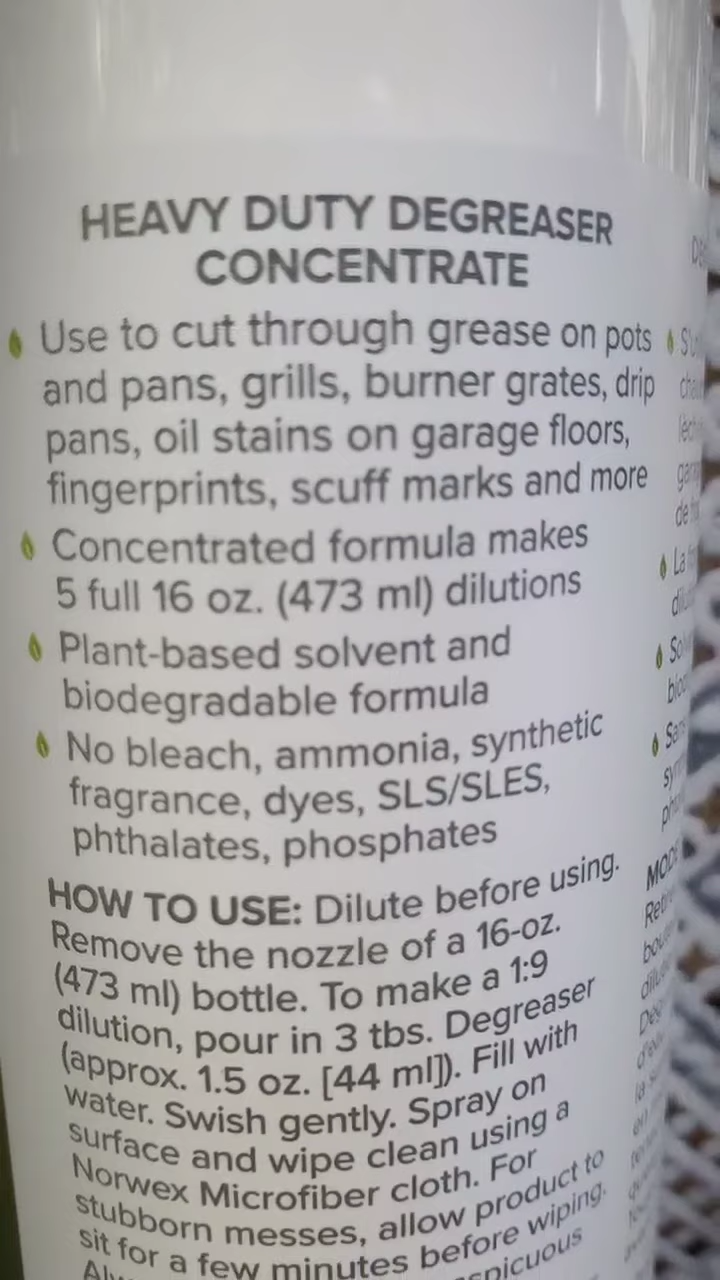 HEAVY DUTY DEGREASER
CONCENTRATE
Use to cut through grease on pots
and pans, grills, burner grates, drip
pans, oil stains on garage floors,
fingerprints, scuff marks and more
Concentrated formula makes
5 full 16 oz. (473 ml) dilutions
Plant-based solvent and
biodegradable formula
No bleach, ammonia, synthetic
fragrance, dyes, SLS/SLES,
phthalates, phosphates
HOW TO USE: Dilute before using.
Remove the nozzle of a 16-oz.
(473 ml) bottle. To make a 1:9
dilution, pour in 3 tbs. Degreaser
(approx. 1.5 oz. [44 ml]). Fill with
water. Swish gently. Spray on
surface and wipe clean using a
Norwex Microfiber cloth. For
stubborn messes, allow product to
sit for a few minutes before wiping.